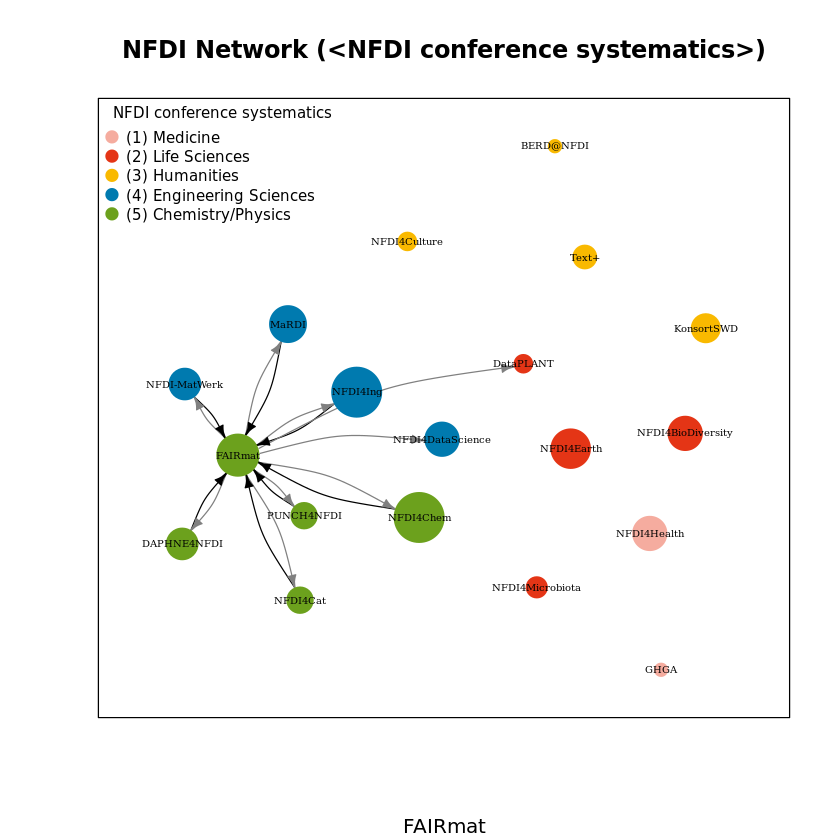 NFDI Network (<NFDI conference systematics>)
NFDI conference systematics
(1) Medicine
(2) Life Sciences
(3) Humanities
(4) Engineering Sciences
(5) Chemistry/Physics
BERD@NFDI
NFDI4Culture
Text+
MaRDI
KonsortSWD
DataPLANT
NFDI-MatWerk
NFDI4Ing
NFDI4DataScience
NFDI4BioDiversity
NFDI4Earth
FAIRmat
PUNCH4NFDI
NFDI4Chem
NFDI4Health
DAPHNE4NFDI
NFDI4Microbiota
NFDI4Cat
GHGA
FAIRmat